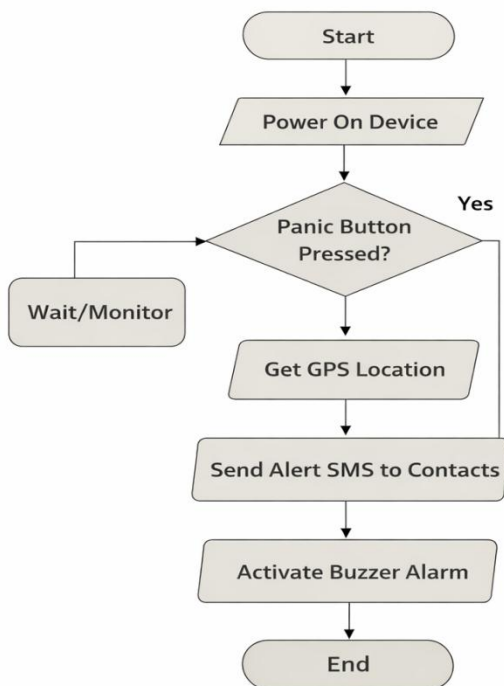 Start
Power On Device
Yes
Panic Button
Pressed?
Wait/Monitor
Get GPS Location
Send Alert SMS to Contacts
Activate Buzzer Alarm
End